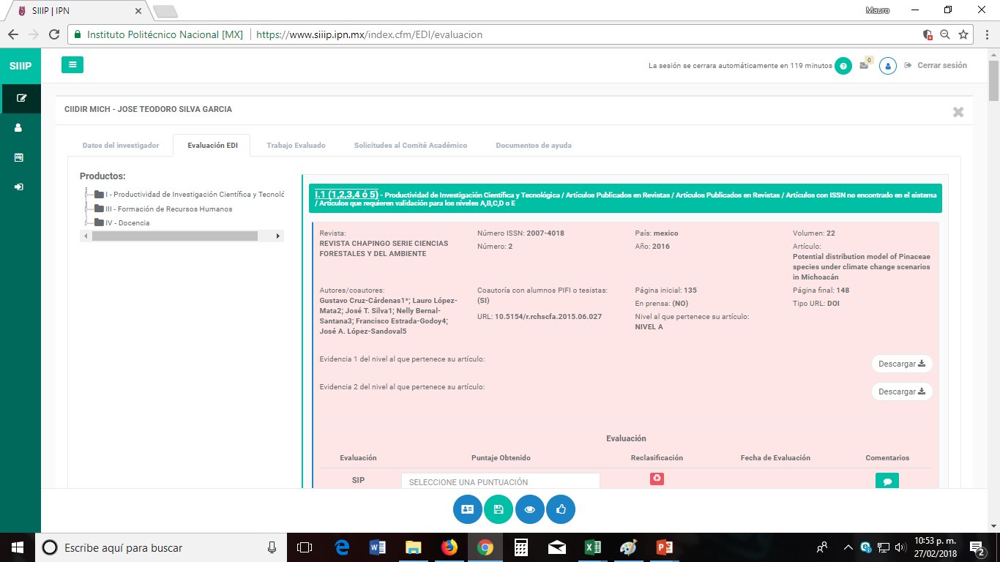 SIIIP | IPN
Mauro
Instituto Politécnico Nacional [MX]
https://www.siiip.ipn.mx/index.cfm/EDI/evaluacion
SIIIP
La sesión se cerrara automáticamente en 119 minutos
0
Cerrar sesión
CIIDIR MICH - JOSE TEODORO SILVA GARCIA
Datos del investigador
Evaluación EDI
Trabajo Evaluado
Solicitudes al Comité Académico
Documentos de ayuda
Productos:
I - Productividad de Investigación Científica y Tecnoló
III - Formación de Recursos Humanos
IV - Docencia
I.1 (1,2,3,4 ó 5) - Productividad de Investigación Científica y Tecnológica / Artículos Publicados en Revistas / Artículos Publicados en Revistas / Artículos con ISSN no encontrado en el sistema
/ Artículos que requieren validación para los niveles A,B,C,D o E
Revista:
REVISTA CHAPINGO SERIE CIENCIAS
FORESTALES Y DEL AMBIENTE
Número ISSN: 2007-4018
País: mexico
Volumen: 22
Número: 2
Año: 2016
Artículo:
Potential distribution model of Pinaceae
species under climate change scenarios
in Michoacán
Autores/coautores:
Gustavo Cruz-Cárdenas1*; Lauro López-
Mata2; José T. Silva1; Nelly Bernal-
Santana3; Francisco Estrada-Godoy4;
José A. López-Sandoval5
Coautoría con alumnos PIFI o tesistas:
(SI)
URL: 10.5154/r.rchscfa.2015.06.027
Página inicial: 135
En prensa: (NO)
Nivel al que pertenece su artículo:
NIVEL A
Página final: 148
Tipo URL: DOI
Evidencia 1 del nivel al que pertenece su artículo:
Descargar
Evidencia 2 del nivel al que pertenece su artículo:
Descargar
Evaluación
Evaluación
Puntaje Obtenido
Reclasificación
Fecha de Evaluación
Comentarios
SIP
SELECCIONE UNA PUNTUACIÓN
Escribe aquí para buscar
10:53 p. m.
27/02/2018
2